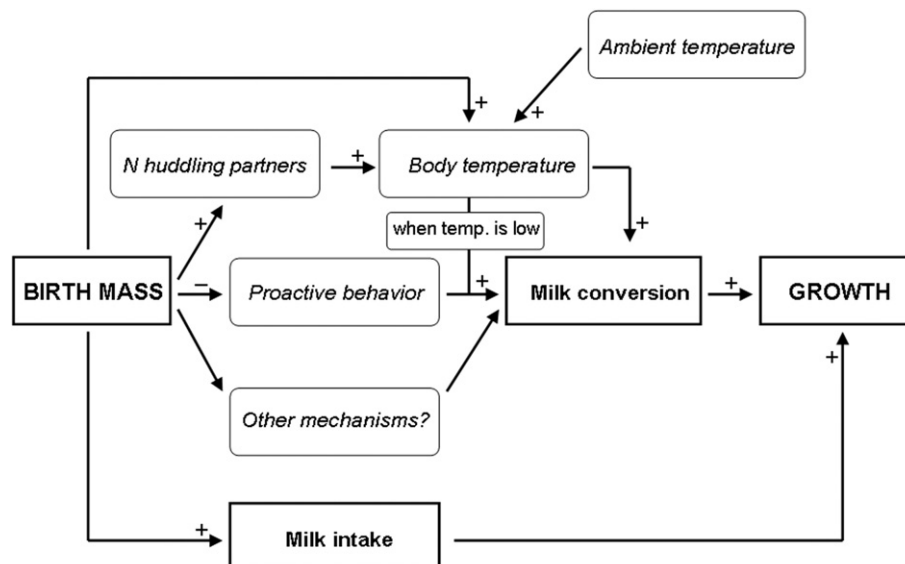 Ambient temperature
+
+
N huddling partners
+
Body temperature
+
when temp. is low
+
BIRTH MASS
−
Proactive behavior
+
Milk conversion
+
GROWTH
+
Other mechanisms?
+
Milk intake